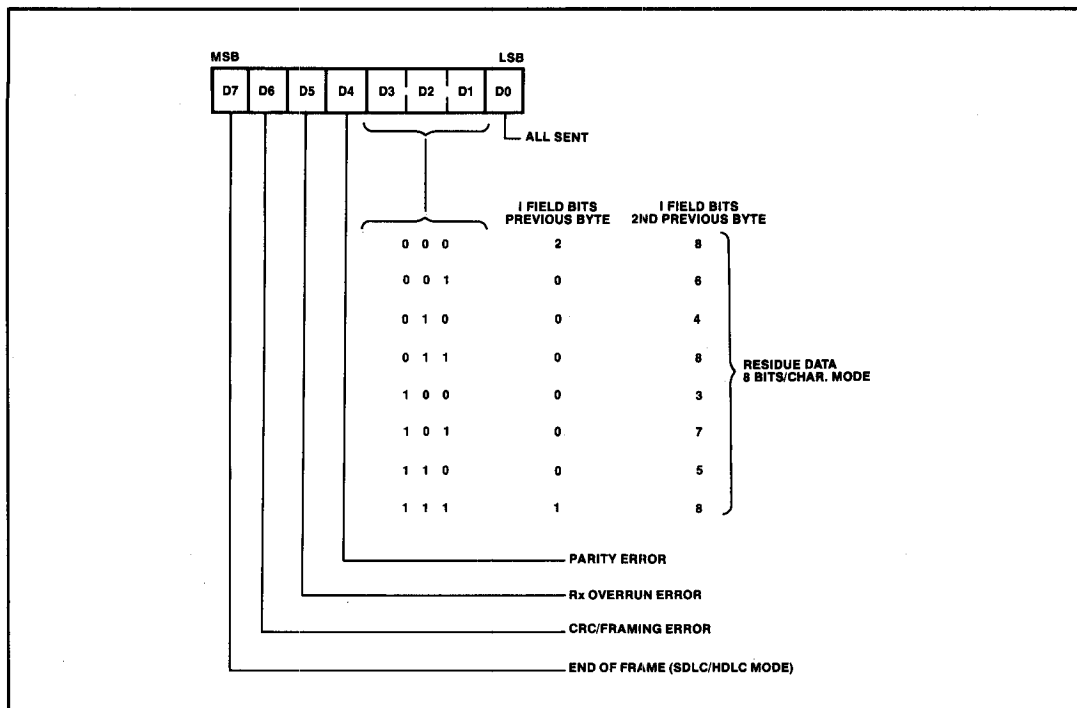 MSB LSB
D7 D6 D5 D4 D3 D2 D1 D0
ALL SENT
I FIELD BITS I FIELD BITS
PREVIOUS BYTE 2ND PREVIOUS BYTE
0 0 0 2 8
0 0 1 0 6
0 1 0 0 4
0 1 1 0 8
RESIDUE DATA
8 BITS/CHAR. MODE
1 0 0 0 3
1 0 1 0 7
1 1 0 0 5
1 1 1 1 8
PARITY ERROR
Rx OVERRUN ERROR
CRC/FRAMING ERROR
END OF FRAME (SDLC/HDLC MODE)